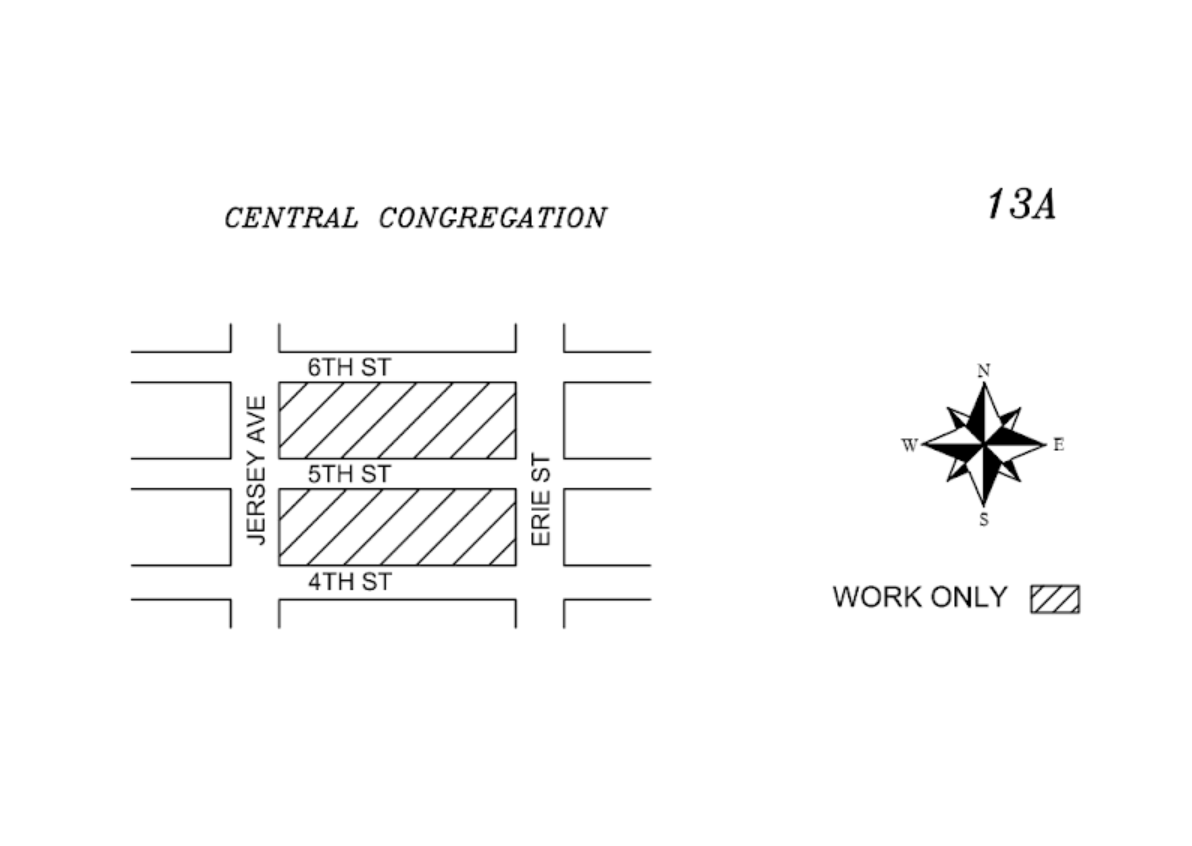 13A
CENTRAL CONGREGATION
6TH ST
JERSEY AVE
5TH ST
ERIE ST
4TH ST
N
W
E
S
WORK ONLY